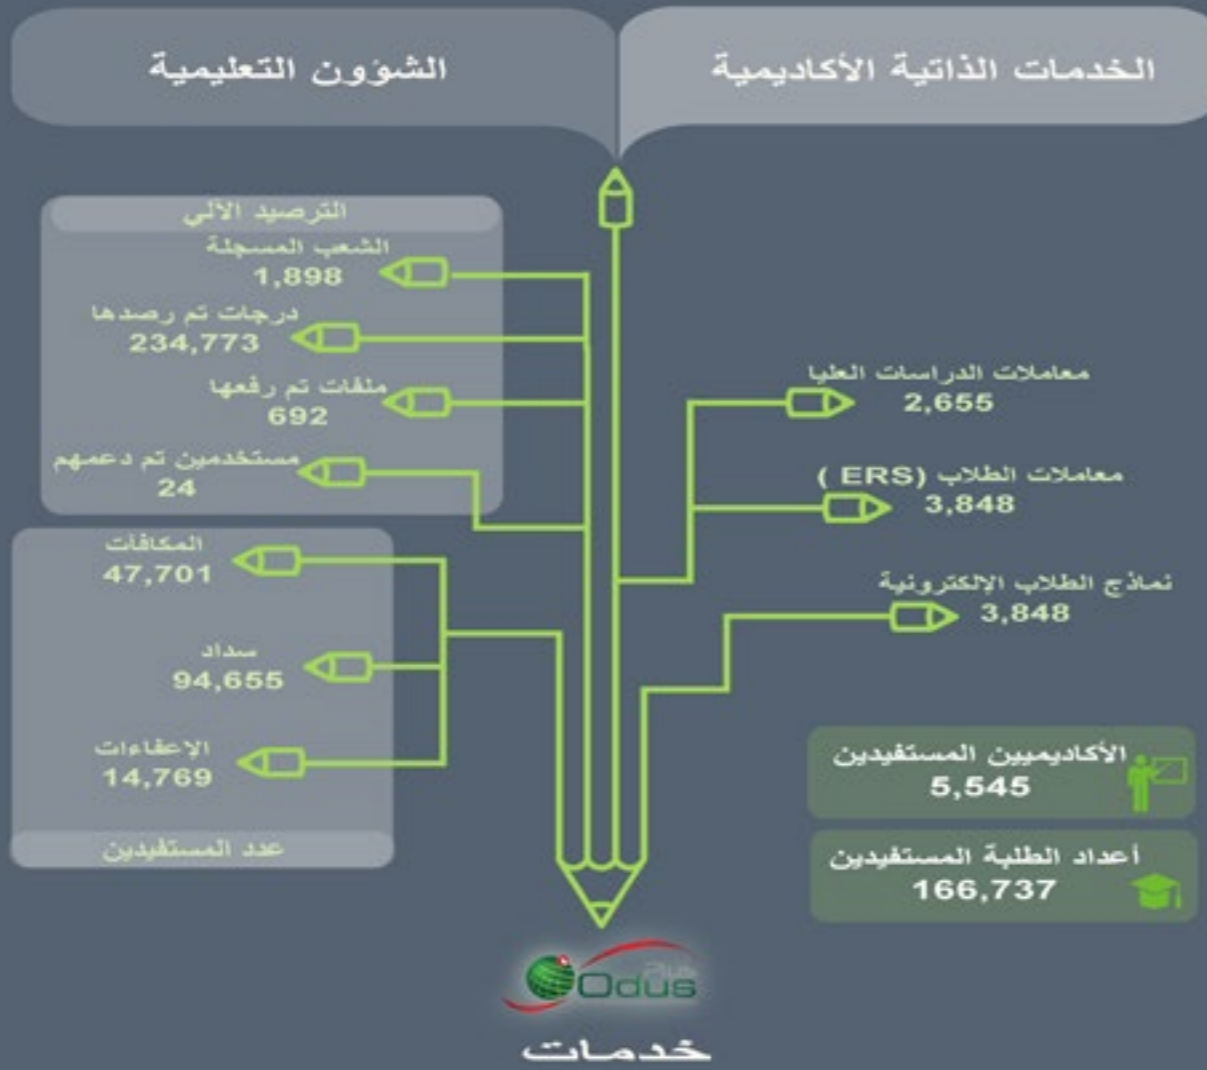 الخدمات الذاتية الأكاديمية
الشؤون التعليمية
معاملات الدراسات العليا
2,655
معاملات الطلاب (ERS )
3,848
نماذج الطلاب الإلكترونية
3,848
الأكاديميين المستفيدين
5,545
أعداد الطلبة المستفيدين
166,737
الترصيد الآلي
الشعب المسجلة
1,898
درجات تم رصدها
234,773
ملفات تم رفعها
692
مستخدمين تم دعمهم
24
المكافآت
47,701
سداد
94,655
الإعفاءات
14,769
عدد المستفيدين
Odus Plus
خدمات